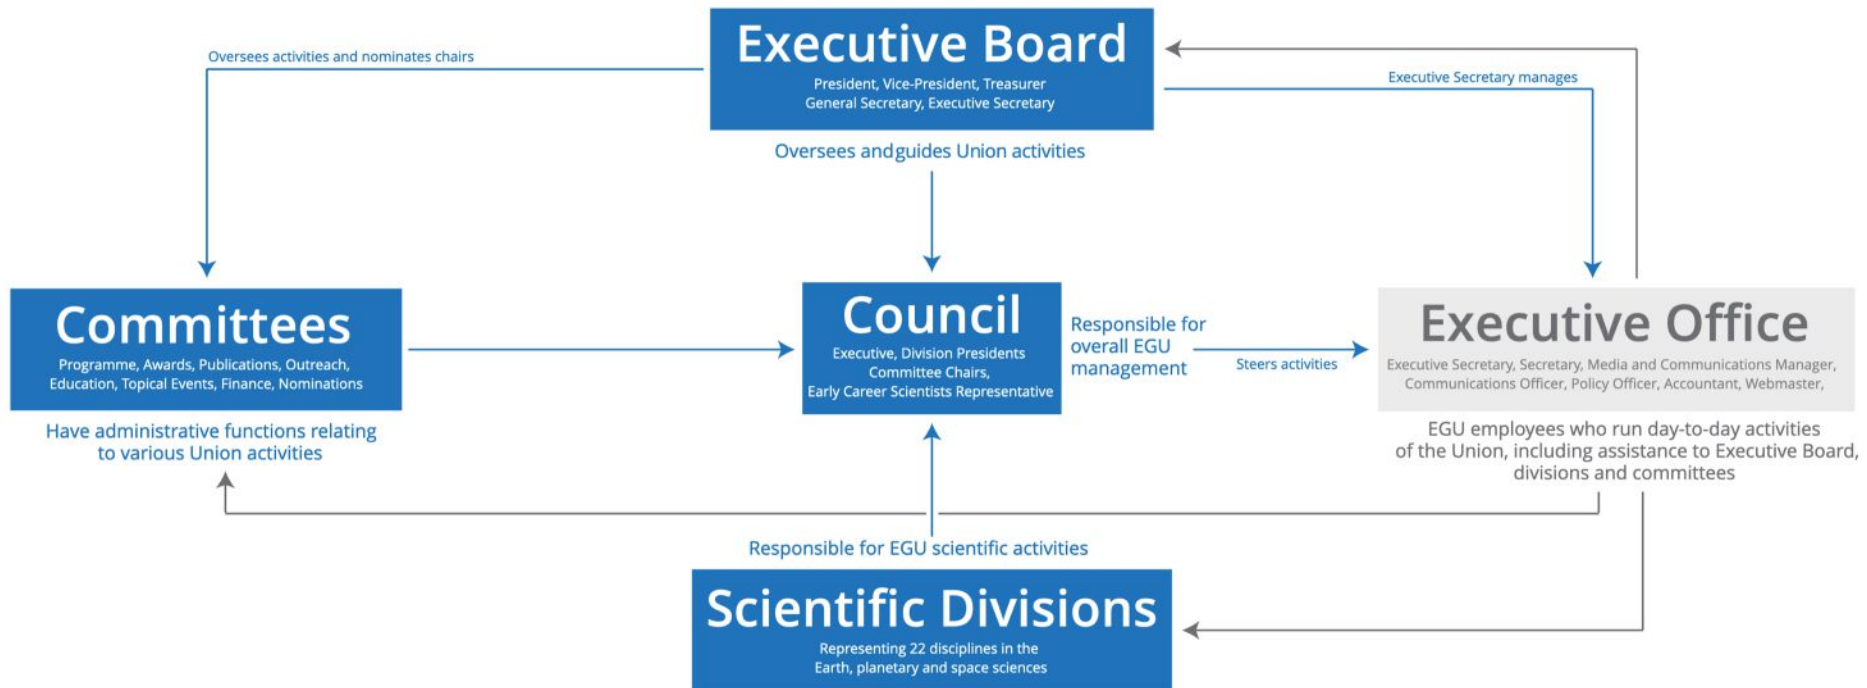 Executive Board
President, Vice-President, Treasurer
General Secretary, Executive Secretary
Oversees activities and nominates chairs
Executive Secretary manages
Oversees and guides Union activities
Committees
Programme, Awards, Publications, Outreach,
Education, Topical Events, Finance, Nominations
Have administrative functions relating
to various Union activities
Council
Executive, Division Presidents
Committee Chairs,
Early Career Scientists Representative
Responsible for
overall EGU
management
Steers activities
Executive Office
Executive Secretary, Secretary, Media and Communications Manager,
Communications Officer, Policy Officer, Accountant, Webmaster,
EGU employees who run day-to-day activities
of the Union, including assistance to Executive Board,
divisions and committees
Responsible for EGU scientific activities
Scientific Divisions
Representing 22 disciplines in the
Earth, planetary and space sciences